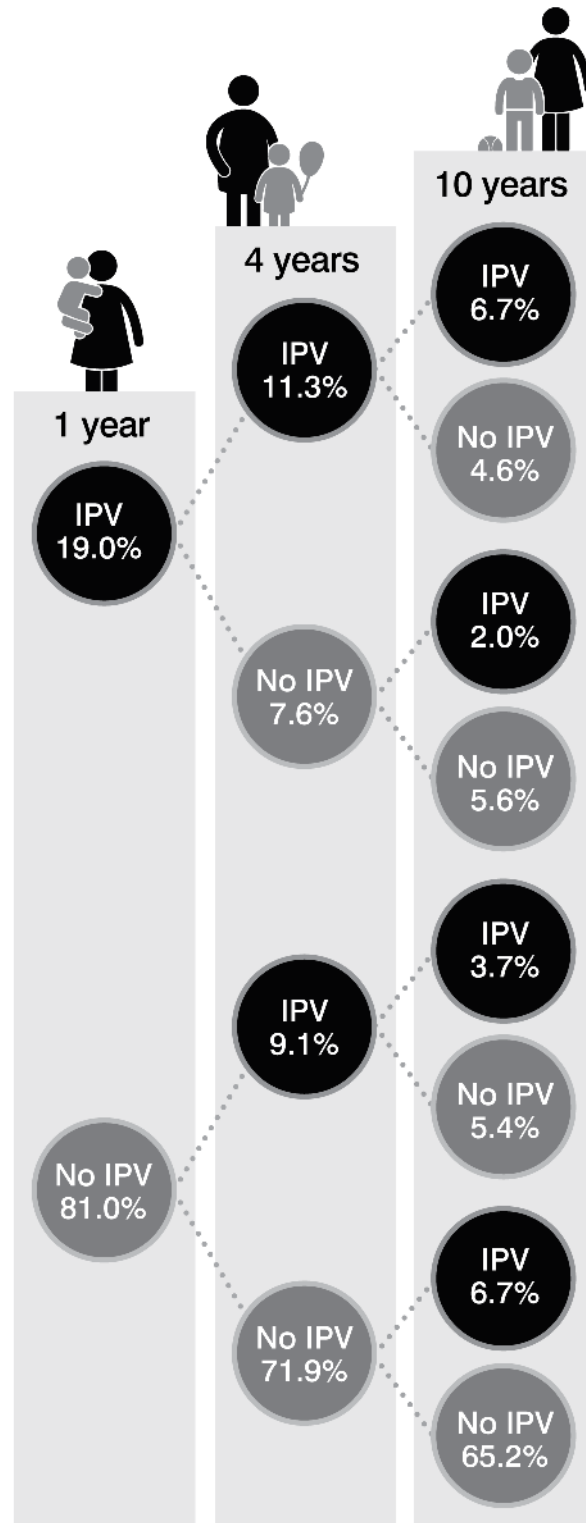 1 year
IPV
19.0%
No IPV
81.0%
4 years
IPV
11.3%
No IPV
7.6%
IPV
9.1%
No IPV
71.9%
10 years
IPV
6.7%
No IPV
4.6%
IPV
2.0%
No IPV
5.6%
IPV
3.7%
No IPV
5.4%
IPV
6.7%
No IPV
65.2%